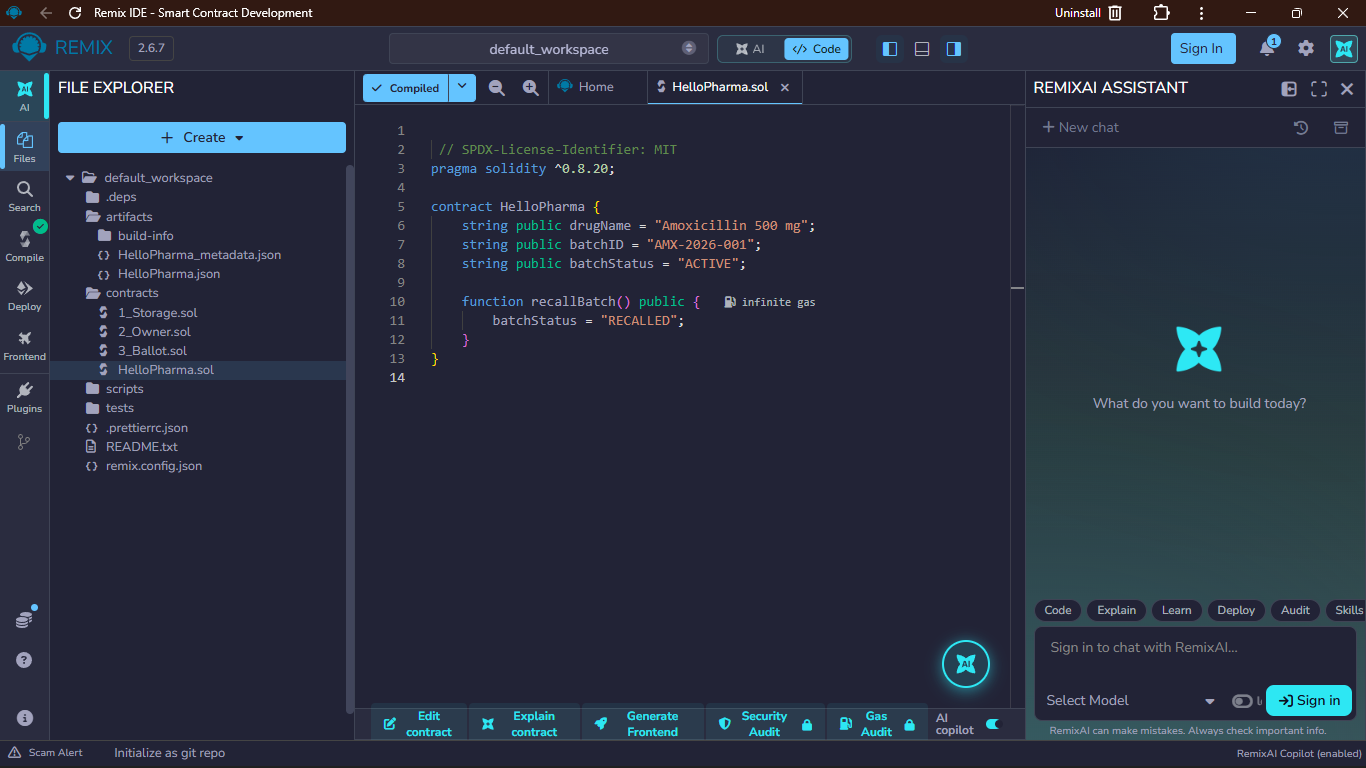 Remix IDE - Smart Contract Development
Uninstall
REMIX
2.6.7
default_workspace
AI
Code
Sign In
1
AI
AI
AI
Files
Search
Compile
Deploy
Frontend
Plugins
FILE EXPLORER
Create
default_workspace
.deps
artifacts
build-info
HelloPharma_metadata.json
HelloPharma.json
contracts
1_Storage.sol
2_Owner.sol
3_Ballot.sol
HelloPharma.sol
scripts
tests
.prettierrc.json
README.txt
remix.config.json
Compiled
Home
HelloPharma.sol
1
2 // SPDX-License-Identifier: MIT
3 pragma solidity ^0.8.20;
4
5 contract HelloPharma {
6 string public drugName = "Amoxicillin 500 mg";
7 string public batchID = "AMX-2026-001";
8 string public batchStatus = "ACTIVE";
9
10 function recallBatch() public { infinite gas
11 batchStatus = "RECALLED";
12 }
13 }
14
AI
Edit contract
Explain contract
Generate Frontend
Security Audit
Gas Audit
AI copilot
REMIXAI ASSISTANT
+ New chat
What do you want to build today?
Code
Explain
Learn
Deploy
Audit
Skills
Sign in to chat with RemixAI...
Select Model
Sign in
RemixAI can make mistakes. Always check important info.
Scam Alert
Initialize as git repo
RemixAI Copilot (enabled)